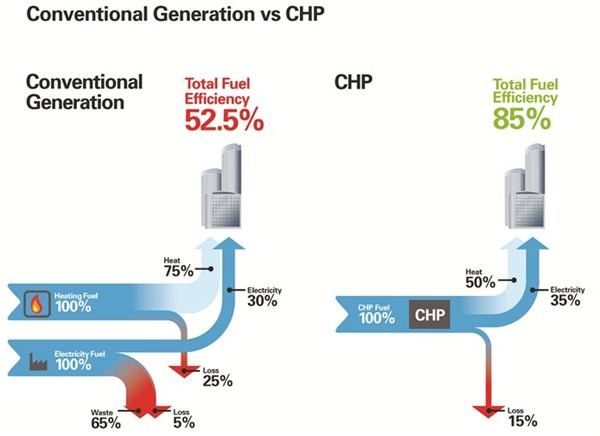 Conventional Generation vs CHP
Conventional
Generation
Total Fuel
Efficiency
52.5%
Heat
75%
Electricity
30%
Heating Fuel
100%
Electricity Fuel
100%
Loss
25%
Waste
65%
Loss
5%
CHP
Total Fuel
Efficiency
85%
Heat
50%
Electricity
35%
CHP Fuel
100%
CHP
Loss
15%